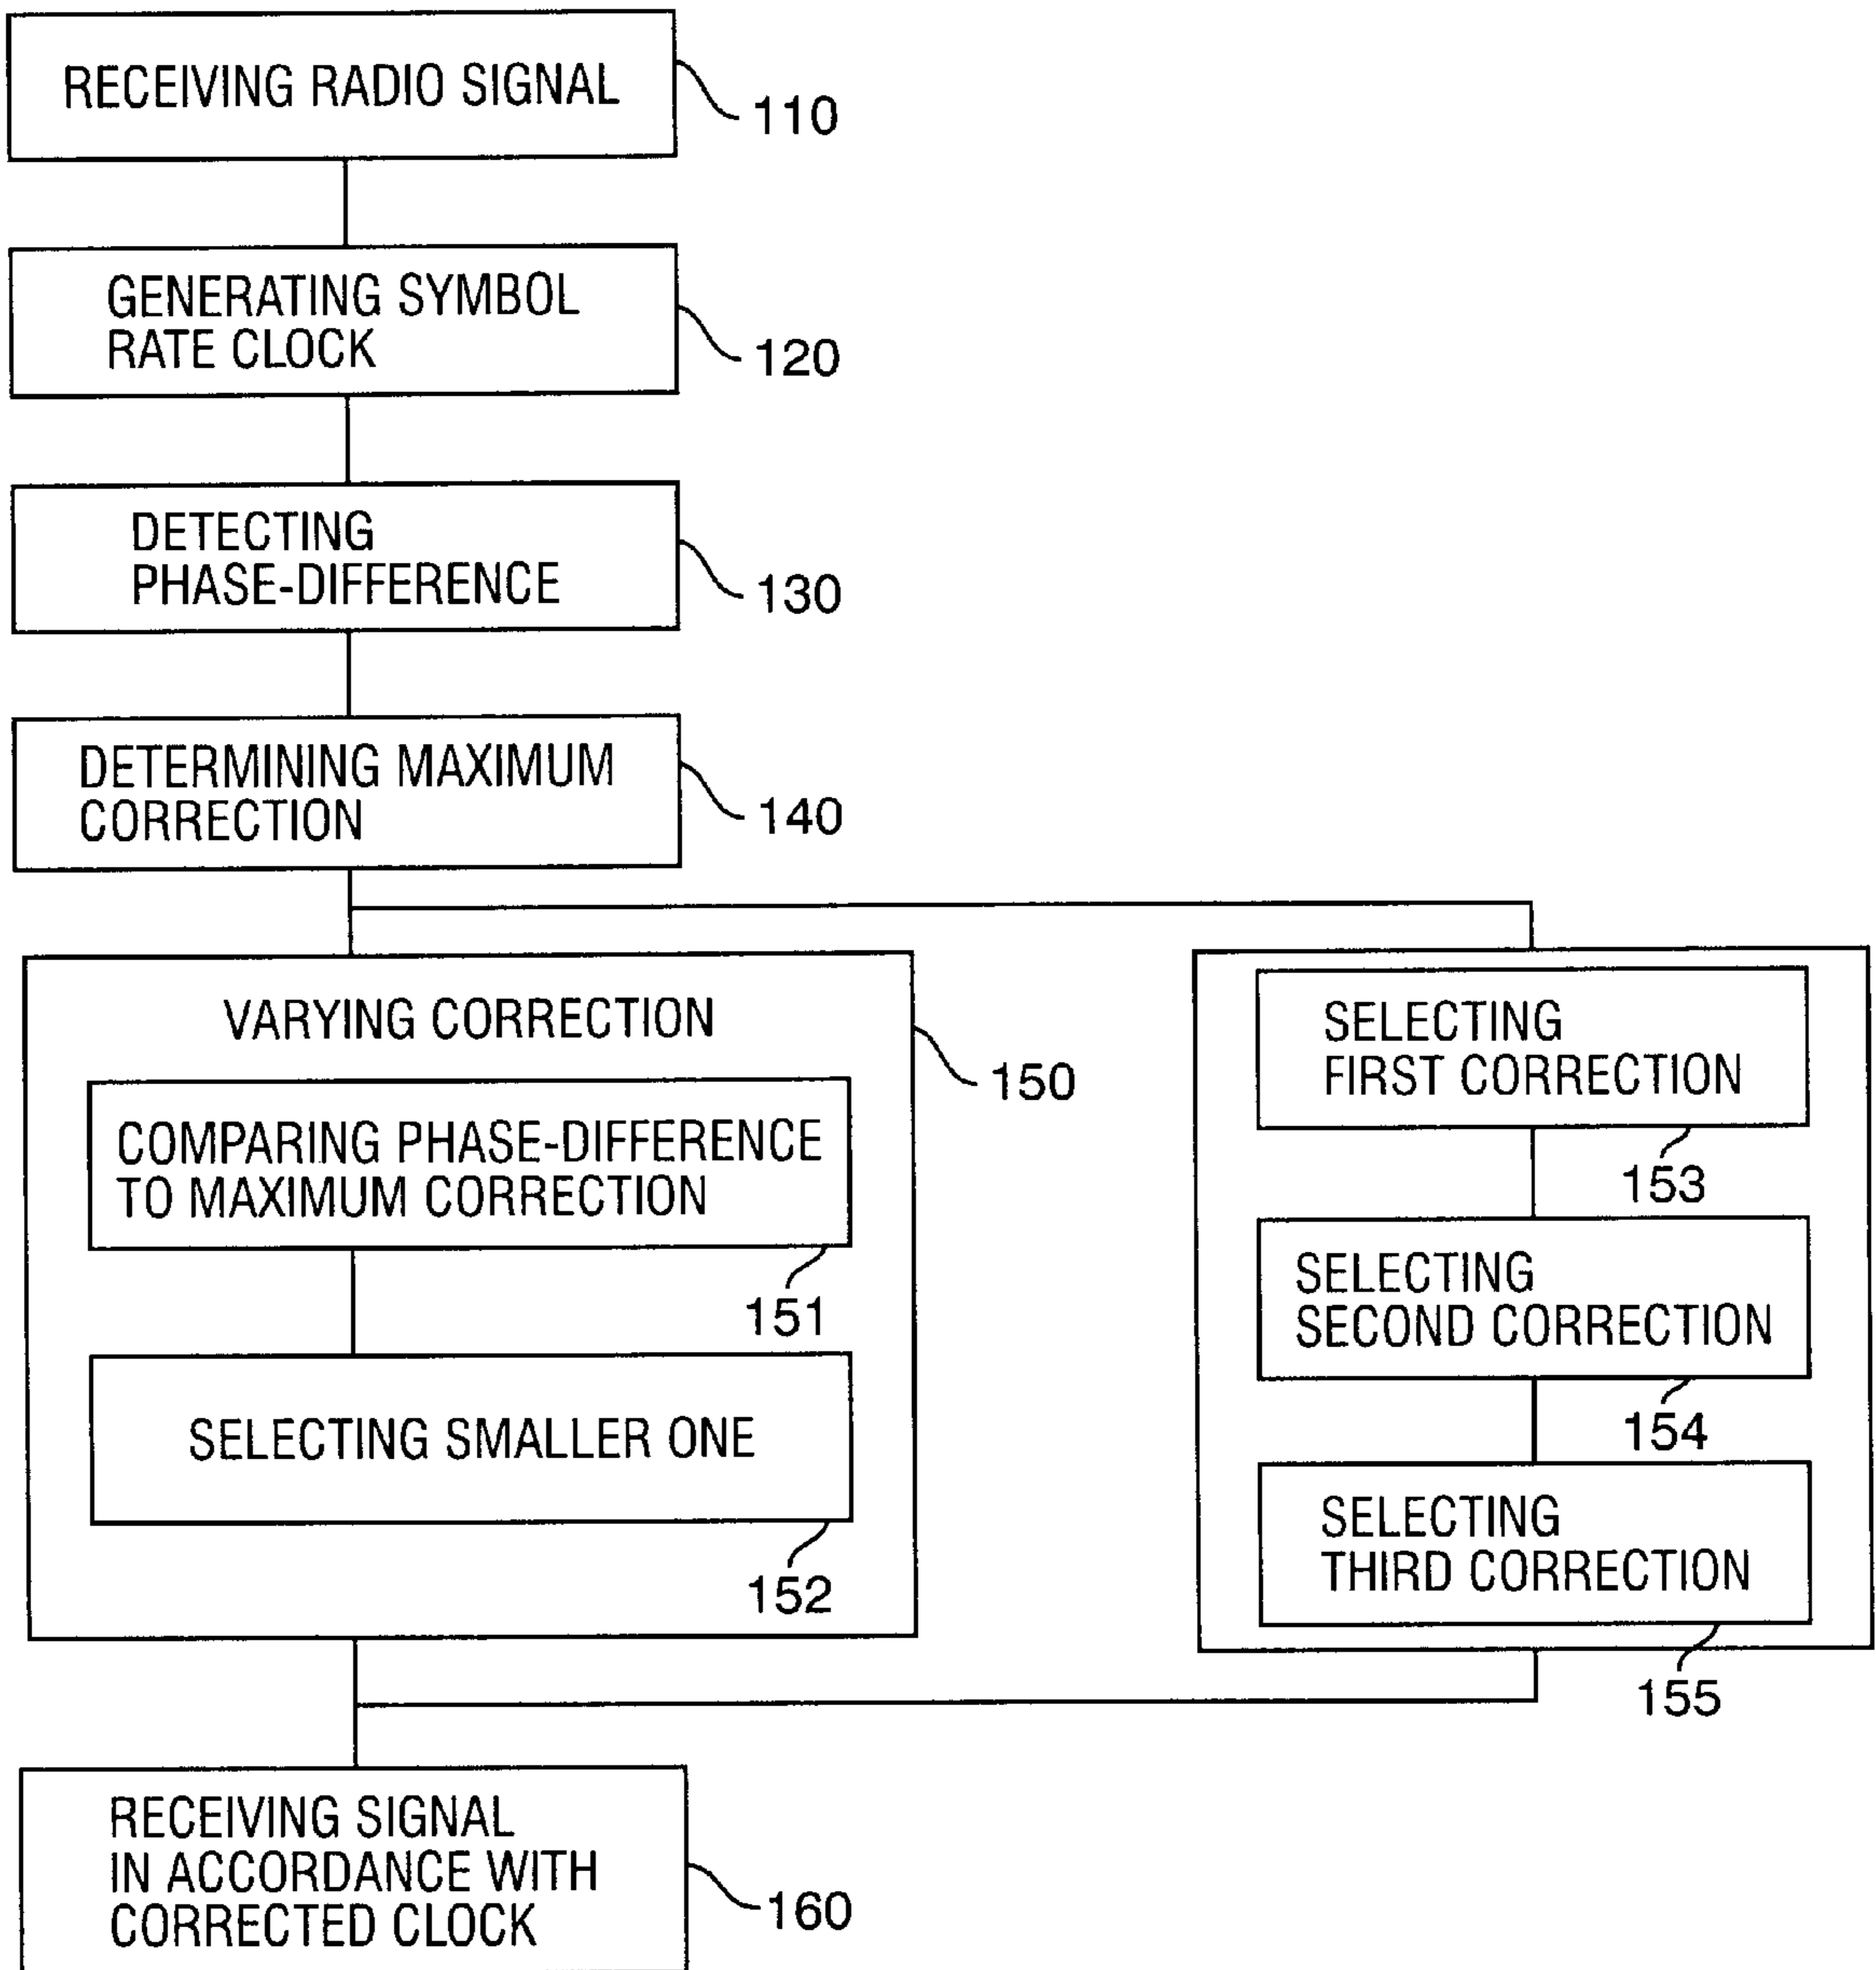 RECEIVING RADIO SIGNAL
110
GENERATING SYMBOL
RATE CLOCK
120
DETECTING
PHASE-DIFFERENCE
130
DETERMINING MAXIMUM
CORRECTION
140
VARYING CORRECTION
150
COMPARING PHASE-DIFFERENCE
TO MAXIMUM CORRECTION
151
SELECTING SMALLER ONE
152
SELECTING
FIRST CORRECTION
153
SELECTING
SECOND CORRECTION
154
SELECTING
THIRD CORRECTION
155
RECEIVING SIGNAL
IN ACCORDANCE WITH
CORRECTED CLOCK
160